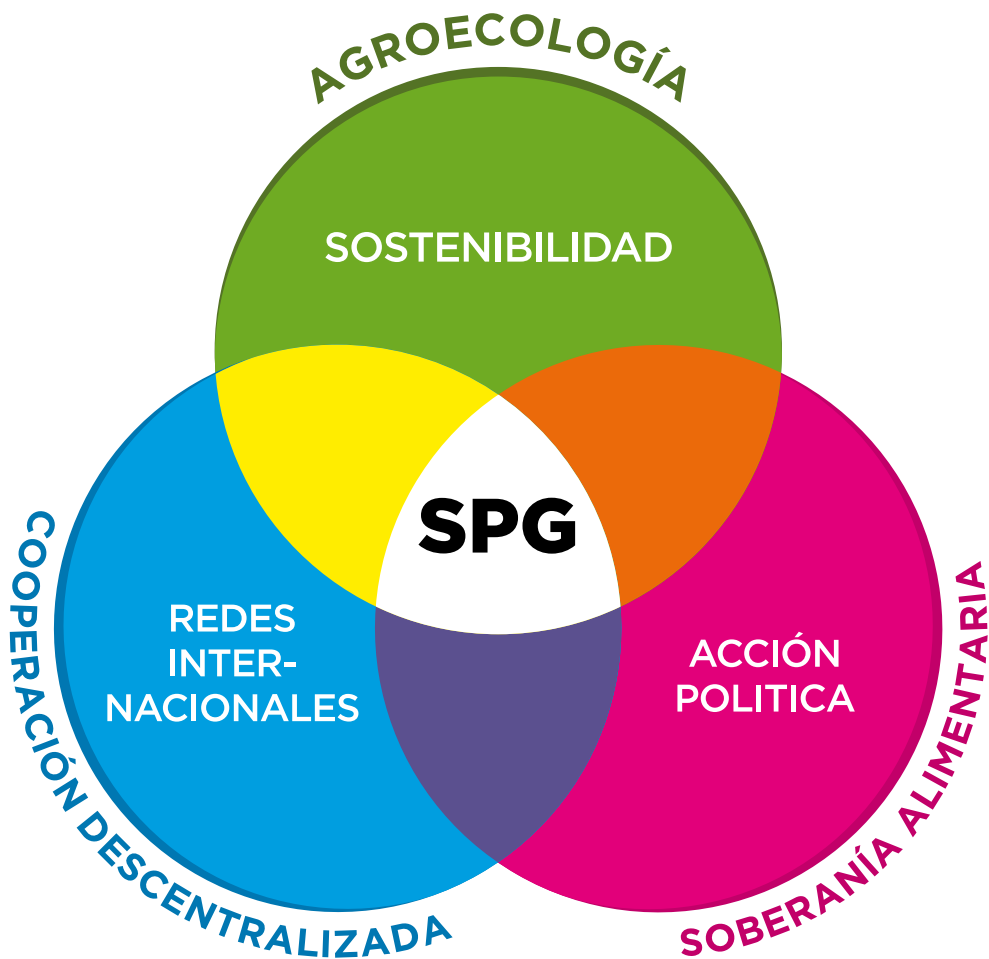 AGROECOLOGÍA
SOSTENIBILIDAD
SPG
REDES
INTER-
NACIONALES
ACCIÓN
POLITICA
COOPERACIÓN DESCENTRALIZADA
SOBERANÍA ALIMENTARIA